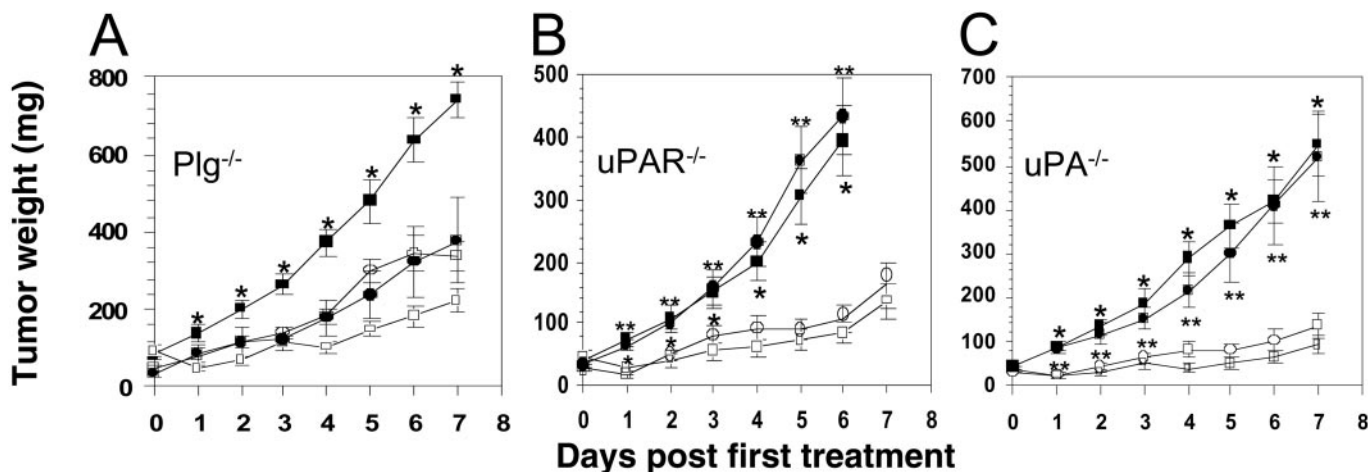 A
Tumor weight (mg)
800
600
400
200
0
Plg-/-
* * * * * * *
0 1 2 3 4 5 6 7 8
B
500
400
300
200
100
0
uPAR-/-
** ** ** ** ** **
* * * * * *
0 1 2 3 4 5 6 7 8
C
700
600
500
400
300
200
100
0
uPA-/-
* * * * * * *
** ** ** ** ** ** **
0 1 2 3 4 5 6 7 8
Days post first treatment